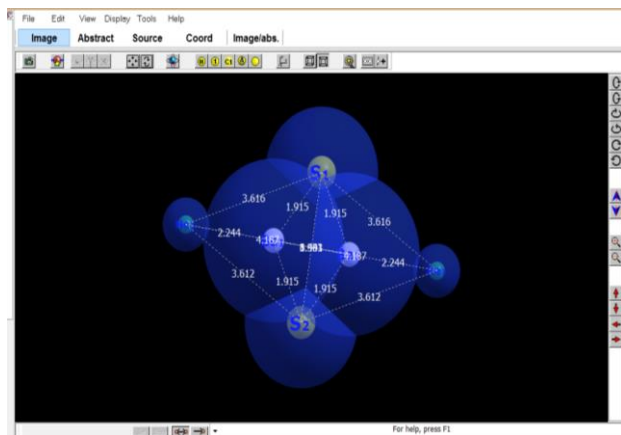 File Edit View Display Tools Help
Image Abstract Source Coord Image/abs.
S1
3.616
1.915 1.915 3.616
2.244
4.187
4.187 2.244
3.612 1.915 1.915 3.612
S2
For help, press F1